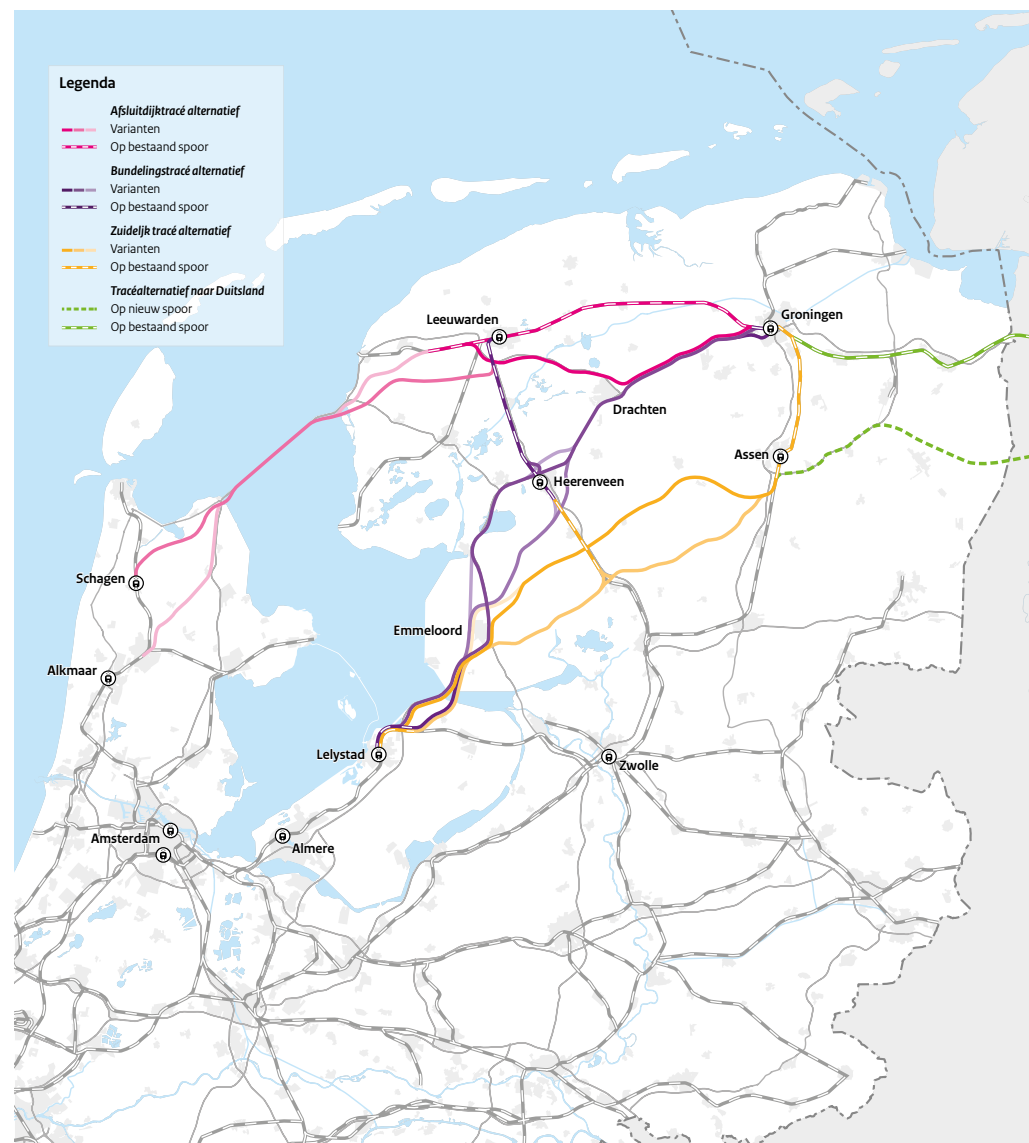 Legenda
Afsluitdijktracé alternatief
Varianten
Op bestaand spoor
Bundelingstracé alternatief
Varianten
Op bestaand spoor
Zuidelijk tracé alternatief
Varianten
Op bestaand spoor
Tracéalternatief naar Duitsland
Op nieuw spoor
Op bestaand spoor
Leeuwarden
Groningen
Drachten
Assen
Heerenveen
Schagen
Emmeloord
Alkmaar
Lelystad
Zwolle
Amsterdam
Almere